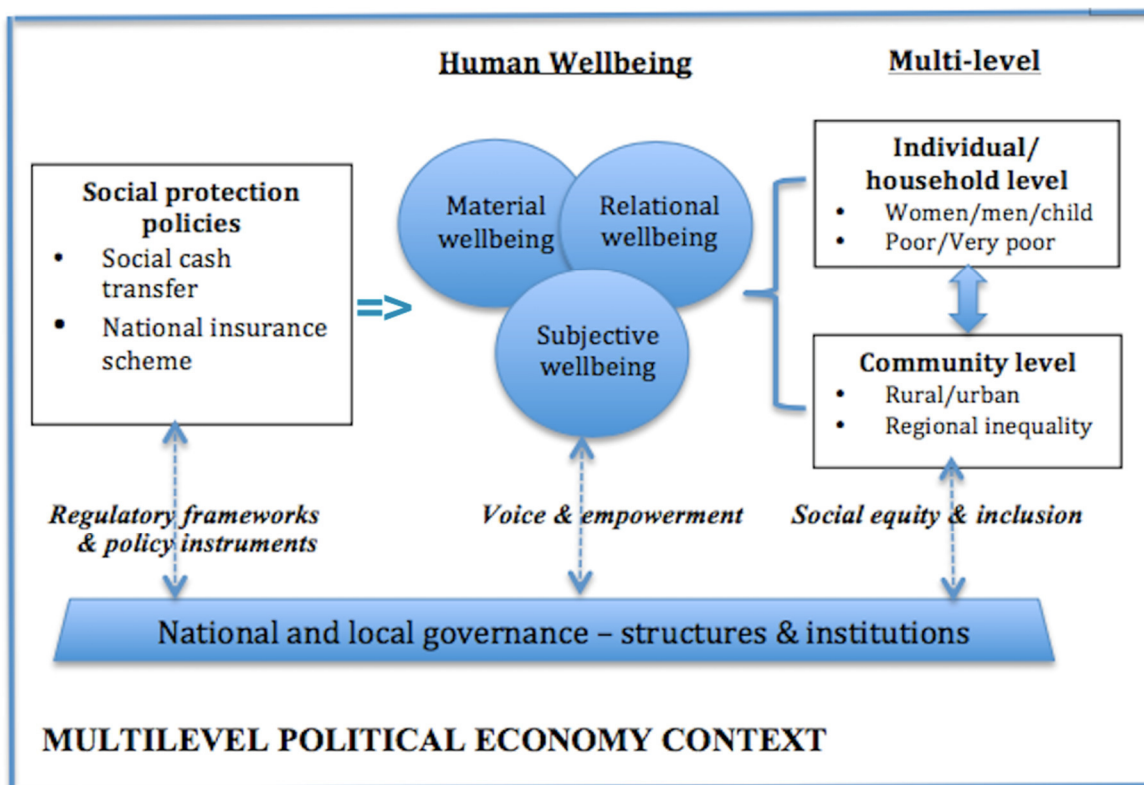 Human Wellbeing
Multi-level
Social protection
policies
• Social cash
transfer
• National insurance
scheme
=>
Material
wellbeing
Relational
wellbeing
Subjective
wellbeing
Individual/
household level
• Women/men/child
• Poor/Very poor
Community level
• Rural/urban
• Regional inequality
Regulatory frameworks
& policy instruments
Voice & empowerment
Social equity & inclusion
National and local governance – structures & institutions
MULTILEVEL POLITICAL ECONOMY CONTEXT